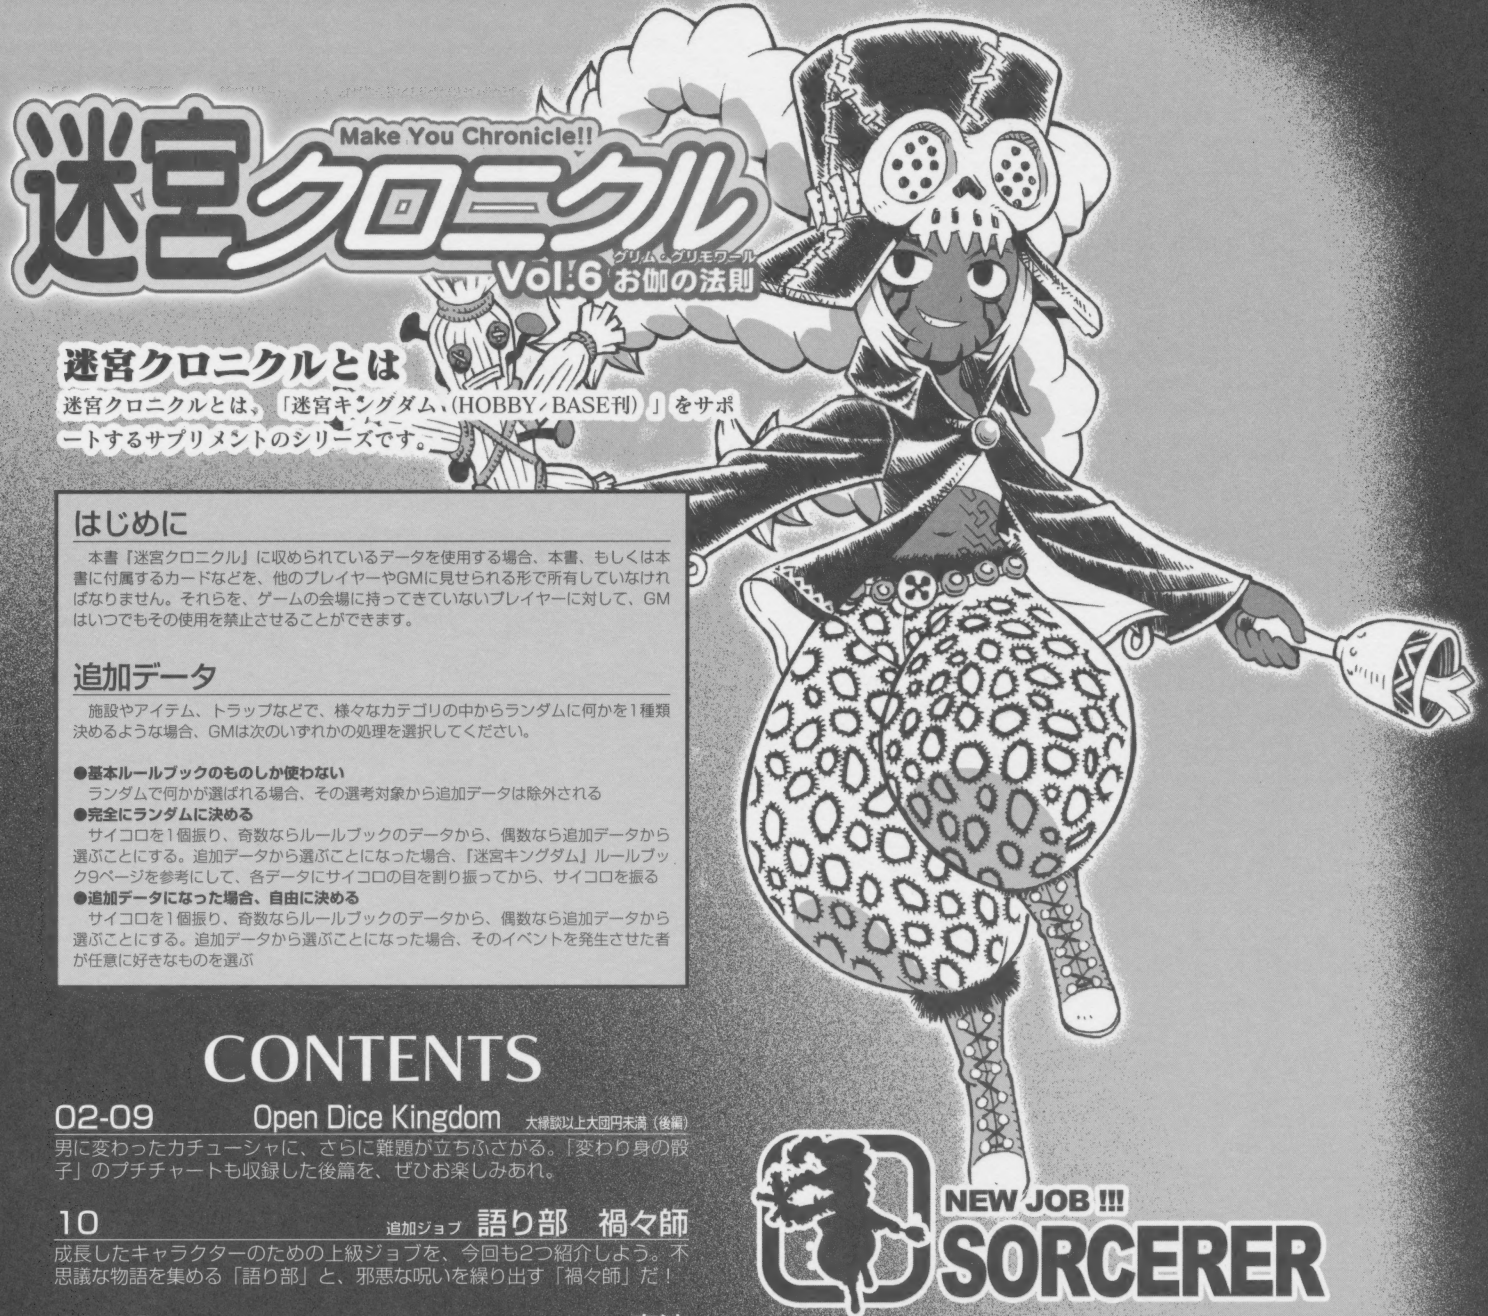 Make You Chronicle!!
迷宮クロニクル
グリム・グリモワール
Vol.6 お伽の法則
迷宮クロニクルとは
迷宮クロニクルとは、「迷宮キングダム（HOBBY BASE刊）」をサポ
ートするサプリメントのシリーズです。
はじめに
本書『迷宮クロニクル』に収められているデータを使用する場合、本書、もしくは本
書に付属するカードなどを、他のプレイヤーやGMに見せられる形で所有していなけれ
ばなりません。それらを、ゲームの会場に持ってきていないプレイヤーに対して、GM
はいつでもその使用を禁止させることができます。
追加データ
施設やアイテム、トラップなどで、様々なカテゴリの中からランダムに何かを1種類
決めるような場合、GMは次のいずれかの処理を選択してください。
●基本ルールブックのものしか使わない
ランダムで何かが選ばれる場合、その選考対象から追加データは除外される
●完全にランダムに決める
サイコロを1個振り、奇数ならルールブックのデータから、偶数なら追加データから
選ぶことにする。追加データから選ぶことになった場合、『迷宮キングダム』ルールブッ
ク9ページを参考にして、各データにサイコロの目を割り振ってから、サイコロを振る
●追加データになった場合、自由に決める
サイコロを1個振り、奇数ならルールブックのデータから、偶数なら追加データから
選ぶことにする。追加データから選ぶことになった場合、そのイベントを発生させた者
が任意に好きなものを選ぶ
CONTENTS
02-09 Open Dice Kingdom 大縁談以上大団円未満（後編）
男に変わったカチューシャに、さらに難題が立ちふさがる。「変わり身の骰
子」のプチチャートも収録した後篇を、ぜひお楽しみあれ。
10 追加ジョブ 語り部 禍々師
成長したキャラクターのための上級ジョブを、今回も2つ紹介しよう。不
思議な物語を集める「語り部」と、邪悪な呪いを繰り出す「禍々師」だ！
NEW JOB !!!
SORCERER